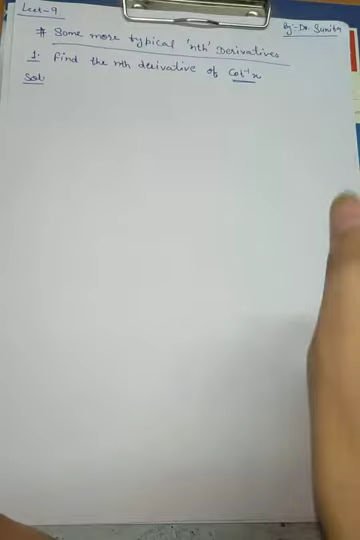 Lect-9
By:- Dr. Sunita
# Some more typical 'nth' Derivatives
1. Find the nth derivative of Cot⁻¹x
Sol: